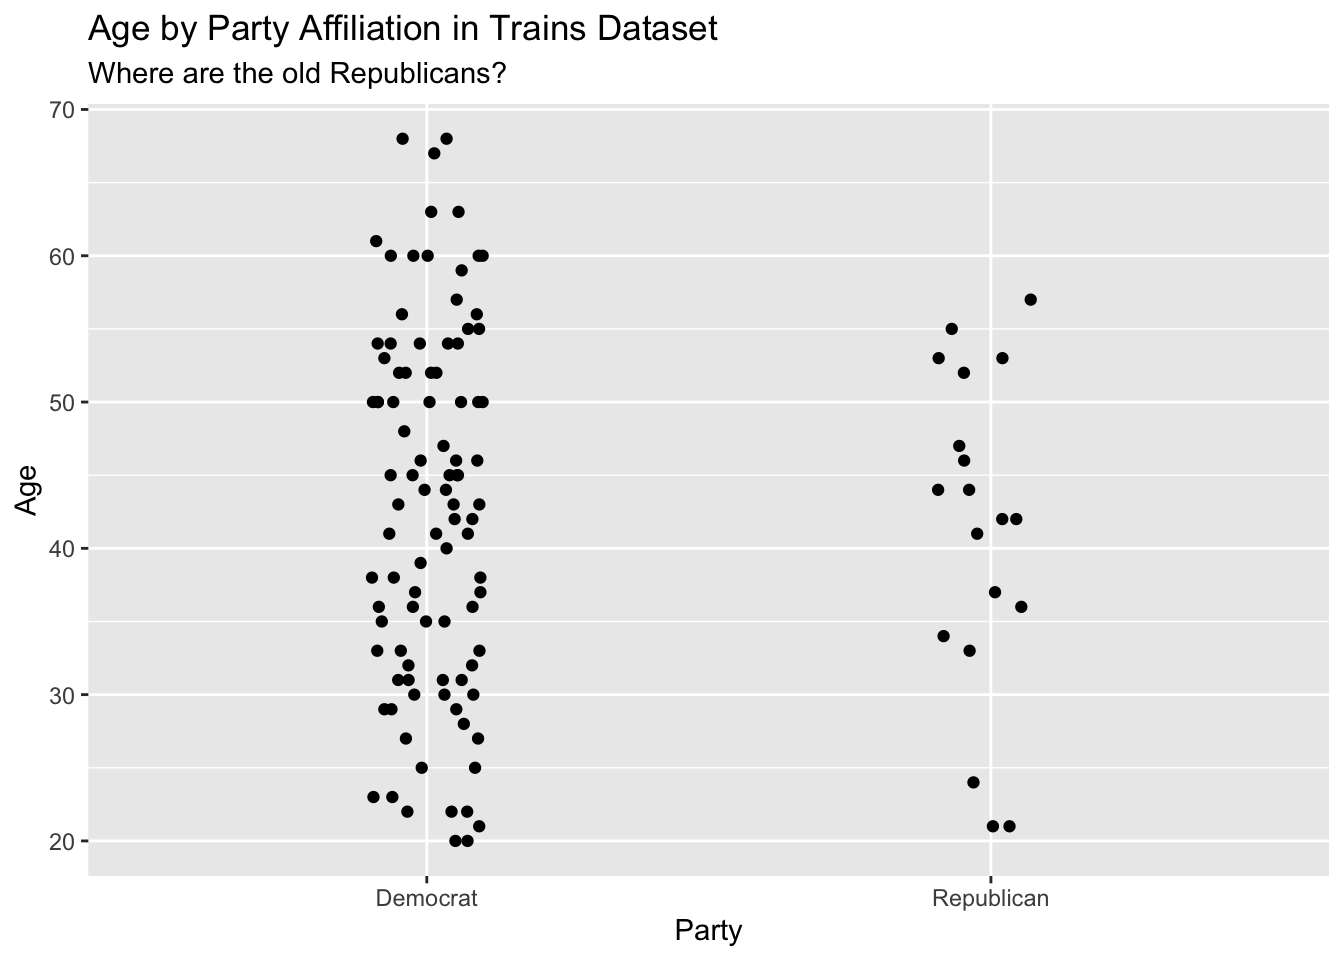 Age by Party Affiliation in Trains Dataset
Where are the old Republicans?
70
60
50
40
30
20
Age
Democrat Republican
Party